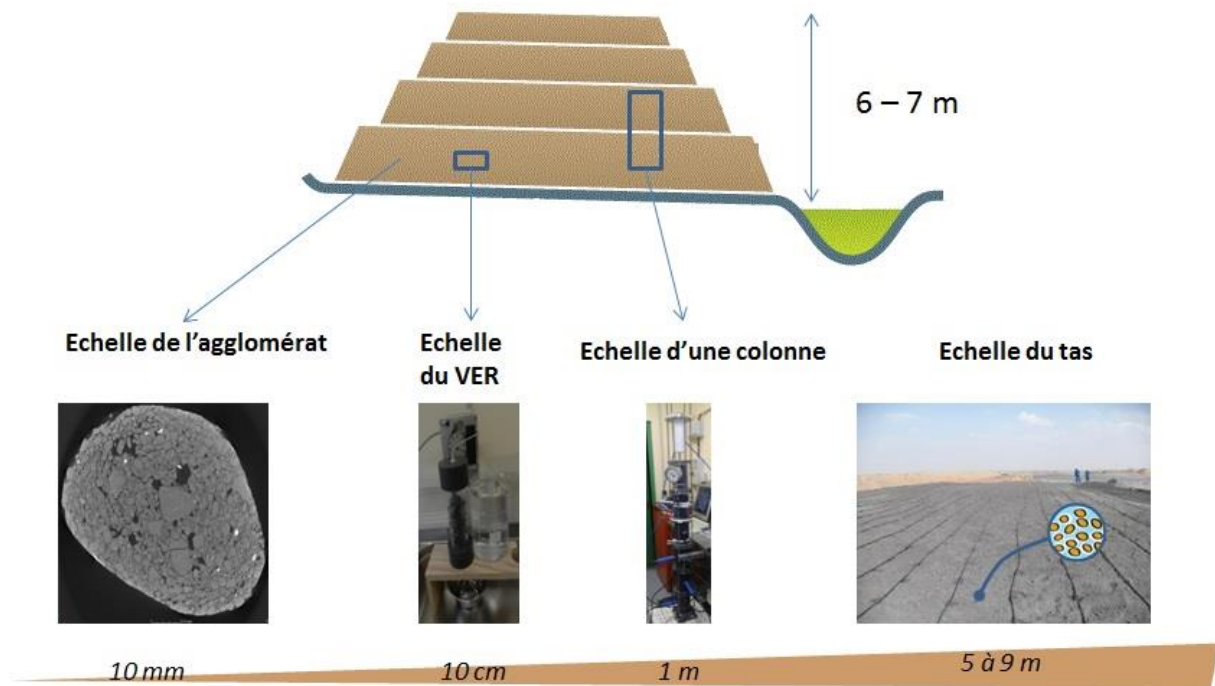 6 – 7 m
Echelle de l’agglomérat
Echelle
du VER
Echelle d’une colonne
Echelle du tas
10 mm
10 cm
1 m
5 à 9 m